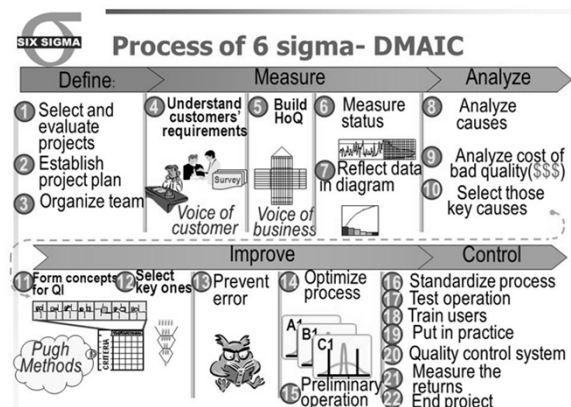 SIX SIGMA
Process of 6 sigma- DMAIC
Define:
Measure
Analyze
1 Select and
evaluate
projects
2 Establish
project plan
3 Organize team
4 Understand
customers'
requirements
Survey
Voice of
customer
5 Build
HoQ
Voice of
business
6 Measure
status
7 Reflect data
in diagram
8 Analyze
causes
9 Analyze cost of
bad quality($$$)
10 Select those
key causes
Improve
Control
11 Form concepts
for QI
12 Select
key ones
CRITERIA
Pugh
Methods
13 Prevent
error
14 Optimize
process
A1
B1
C1
15 Preliminary
operation
16 Standardize process
17 Test operation
18 Train users
19 Put in practice
20 Quality control system
21 Measure the
returns
22 End project